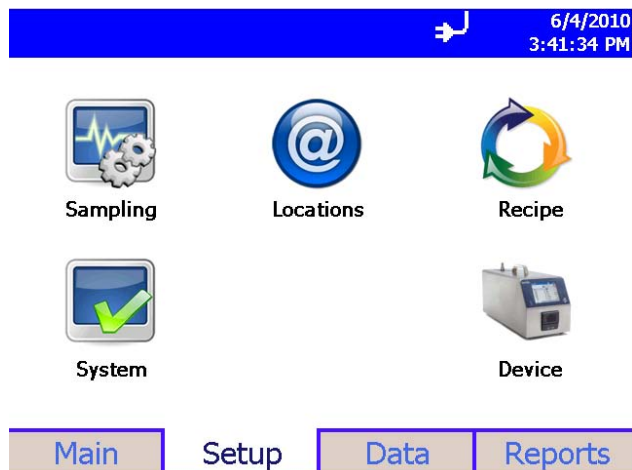 6/4/2010
3:41:34 PM
Sampling
Locations
Recipe
System
Device
Main
Setup
Data
Reports